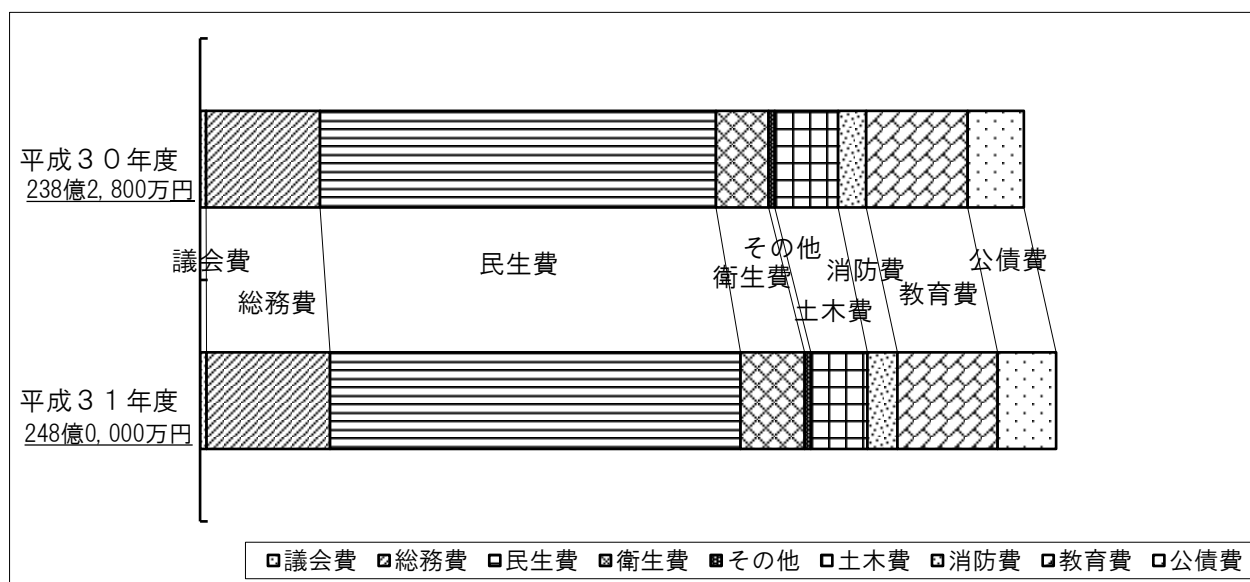 平成３０年度
238億2,800万円
議会費
総務費
民生費
衛生費
その他
土木費
消防費
教育費
公債費
平成３１年度
248億0,000万円
議会費 総務費 民生費 衛生費 その他 土木費 消防費 教育費 公債費